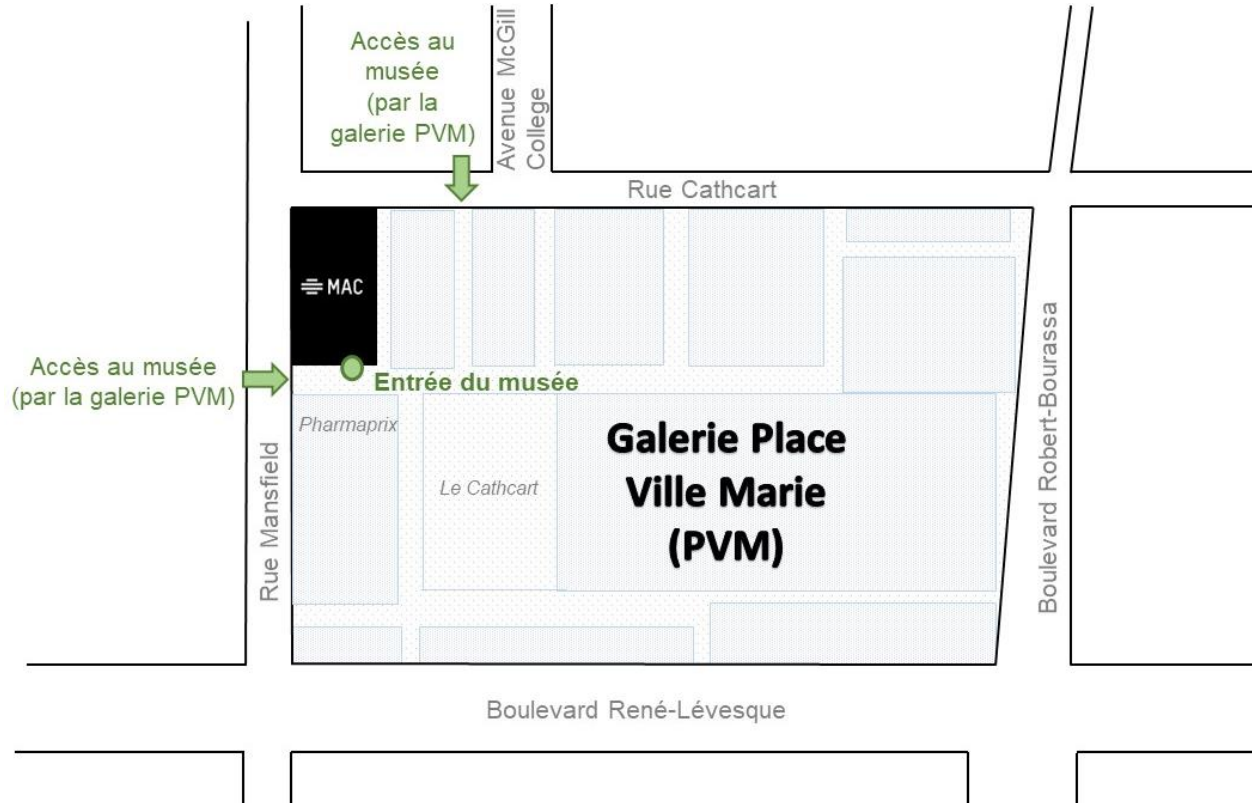 Accès au
musée
(par la
galerie PVM)
Avenue McGill
College
Rue Cathcart
MAC
Accès au musée
(par la galerie PVM)
Entrée du musée
Pharmaprix
Le Cathcart
Galerie Place
Ville Marie
(PVM)
Rue Mansfield
Boulevard Robert-Bourassa
Boulevard René-Lévesque